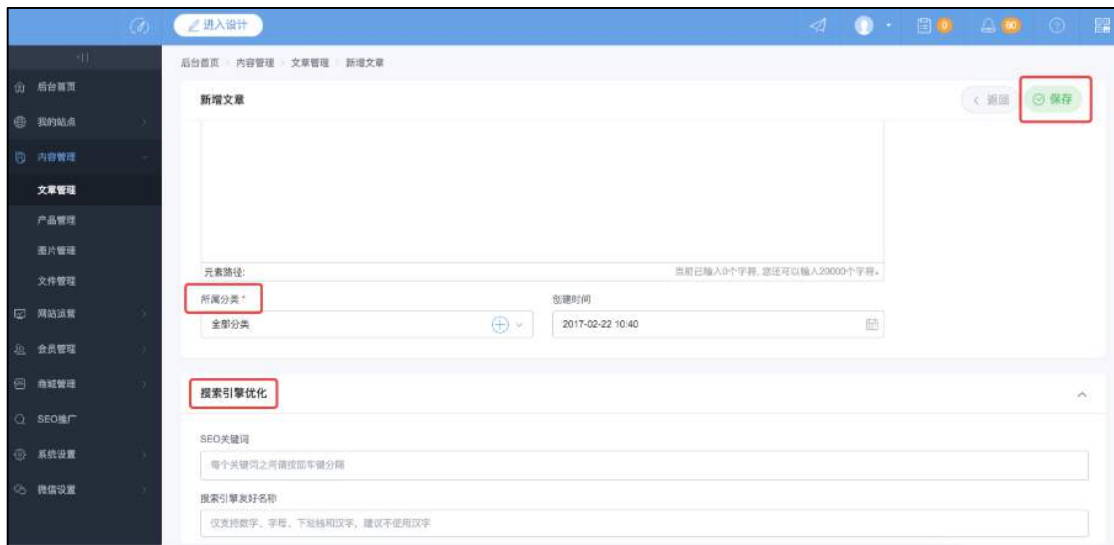 进入设计
0
60
后台首页 内容管理 文章管理 新增文章
新增文章
返回
保存
后台首页
我的站点
内容管理
文章管理
产品管理
图片管理
文件管理
网站运营
会员管理
商城管理
SEO推广
系统设置
微信设置
元素路径:
当前已输入0个字符, 您还可以输入20000个字符。
所属分类 *
创建时间
全部分类
2017-02-22 10:40
搜索引擎优化
SEO关键词
每个关键词之间请按回车键分隔
搜索引擎友好名称
仅支持数字、字母、下划线和汉字，建议不使用汉字